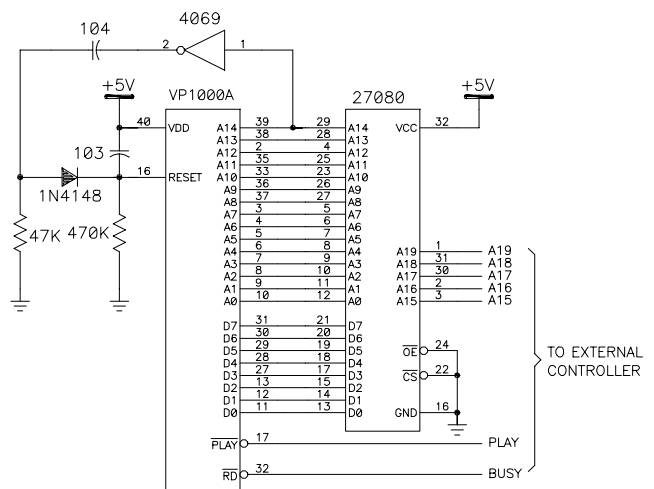 104
4069
2
1
+5V
VP1000A
27080
+5V
40 VDD
A14 39 29 A14
VCC 32
A13 38 28 A13
A12 2 4 A12
103
A11 35 25 A11
16 RESET
A10 33 23 A10
A9 36 26 A9
1N4148
A8 37 27 A8
A7 3 5 A7
A6 4 6 A6
47K
470K
A5 5 7 A5
A4 6 8 A4
A19 1 A19
A3 7 9 A3
A18 31 A18
A2 8 10 A2
A17 30 A17
A1 9 11 A1
A16 2 A16
A0 10 12 A0
A15 3 A15
D7 31 21 D7
D6 30 20 D6
D5 29 19 D5
OE 24
D4 28 18 D4
TO EXTERNAL
D3 27 17 D3
CS 22
CONTROLLER
D2 13 15 D2
D1 12 14 D1
D0 11 13 D0
GND 16
PLAY 17 PLAY
RD 32 BUSY